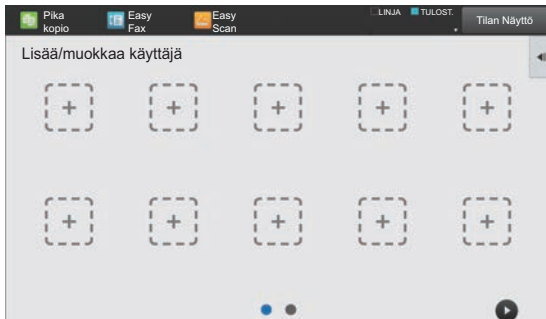 Pika kopio
Easy Fax
Easy Scan
LINJA
TULOST.
Tilan Näyttö
Lisää/muokkaa käyttäjä